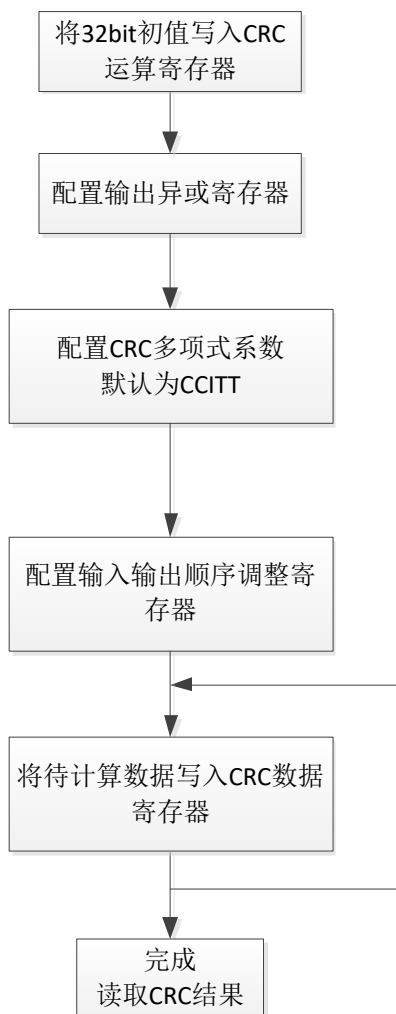 将32bit初值写入CRC
运算寄存器
配置输出异或寄存器
配置CRC多项式系数
默认为CCITT
配置输入输出顺序调整寄
存器
将待计算数据写入CRC数据
寄存器
完成
读取CRC结果